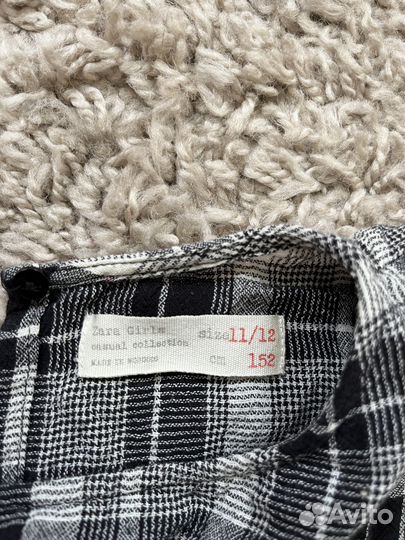 Zara Girls size 11/12
casual collection
MADE IN MOROCCO cm 152
Avito